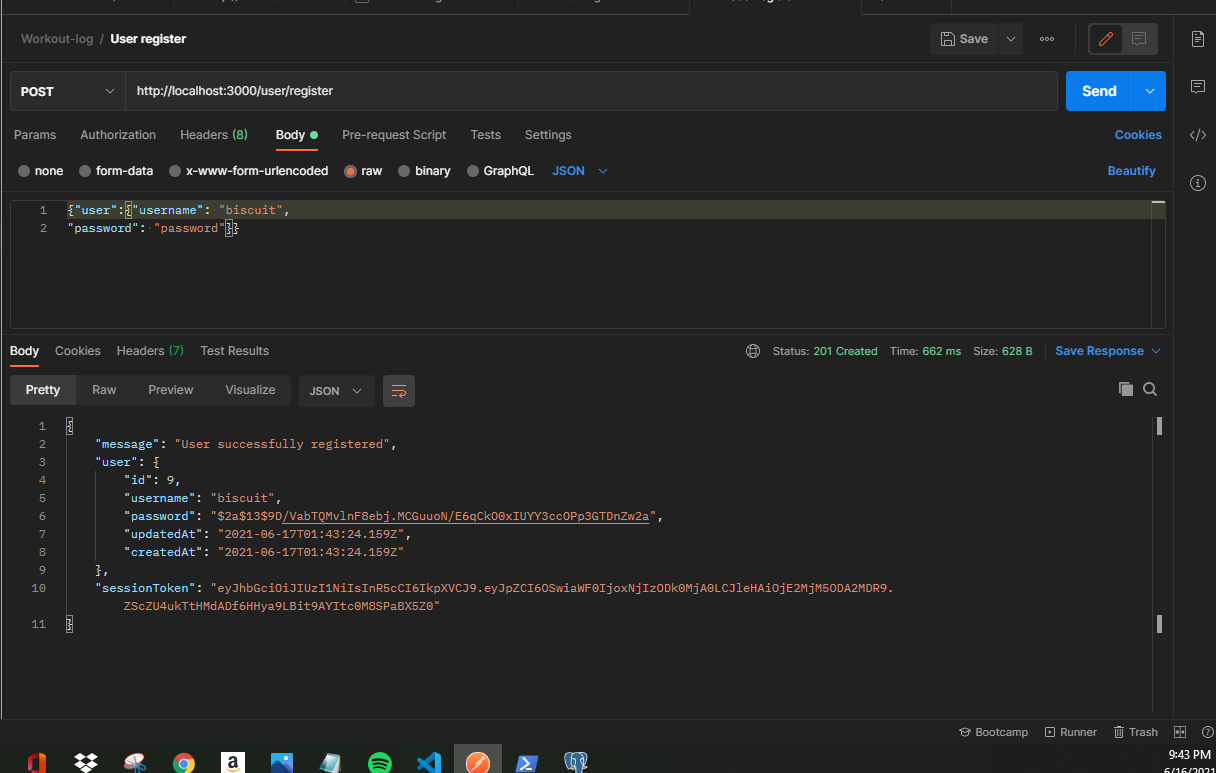 Workout-log / User register
Save
POST http://localhost:3000/user/register Send
Params Authorization Headers (8) Body Pre-request Script Tests Settings Cookies
none form-data x-www-form-urlencoded raw binary GraphQL JSON Beautify
1 {"user":{"username": "biscuit",
2 "password": "password"}}
Body Cookies Headers (7) Test Results Status: 201 Created Time: 662 ms Size: 628 B Save Response
Pretty Raw Preview Visualize JSON
1 {
2 "message": "User successfully registered",
3 "user": {
4 "id": 9,
5 "username": "biscuit",
6 "password": "$2a$13$9D/VabTQMvlnF8ebj.MCGuuoN/E6qCkO0xIUYY3ccOPp3GTDnZw2a",
7 "updatedAt": "2021-06-17T01:43:24.159Z",
8 "createdAt": "2021-06-17T01:43:24.159Z"
9 },
10 "sessionToken": "eyJhbGciOiJIUzI1NiIsInR5cCI6IkpXVCJ9.eyJpZCI6OSwiaWF0IjoxNjIzODk0MjA0LCJleHAiOjE2MjM5ODA2MDR9.
ZScZU4ukTtHMdADf6HHya9LBit9AYItc0M8SPaBX5Z0"
11 }
Bootcamp Runner Trash
9:43 PM
6/16/2021